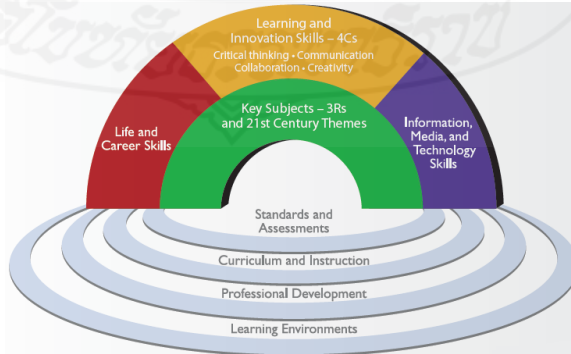 Learning and
Innovation Skills – 4Cs
Critical thinking • Communication
Collaboration • Creativity
Key Subjects – 3Rs
and 21st Century Themes
Life and
Career Skills
Information,
Media, and
Technology
Skills
Standards and
Assessments
Curriculum and Instruction
Professional Development
Learning Environments